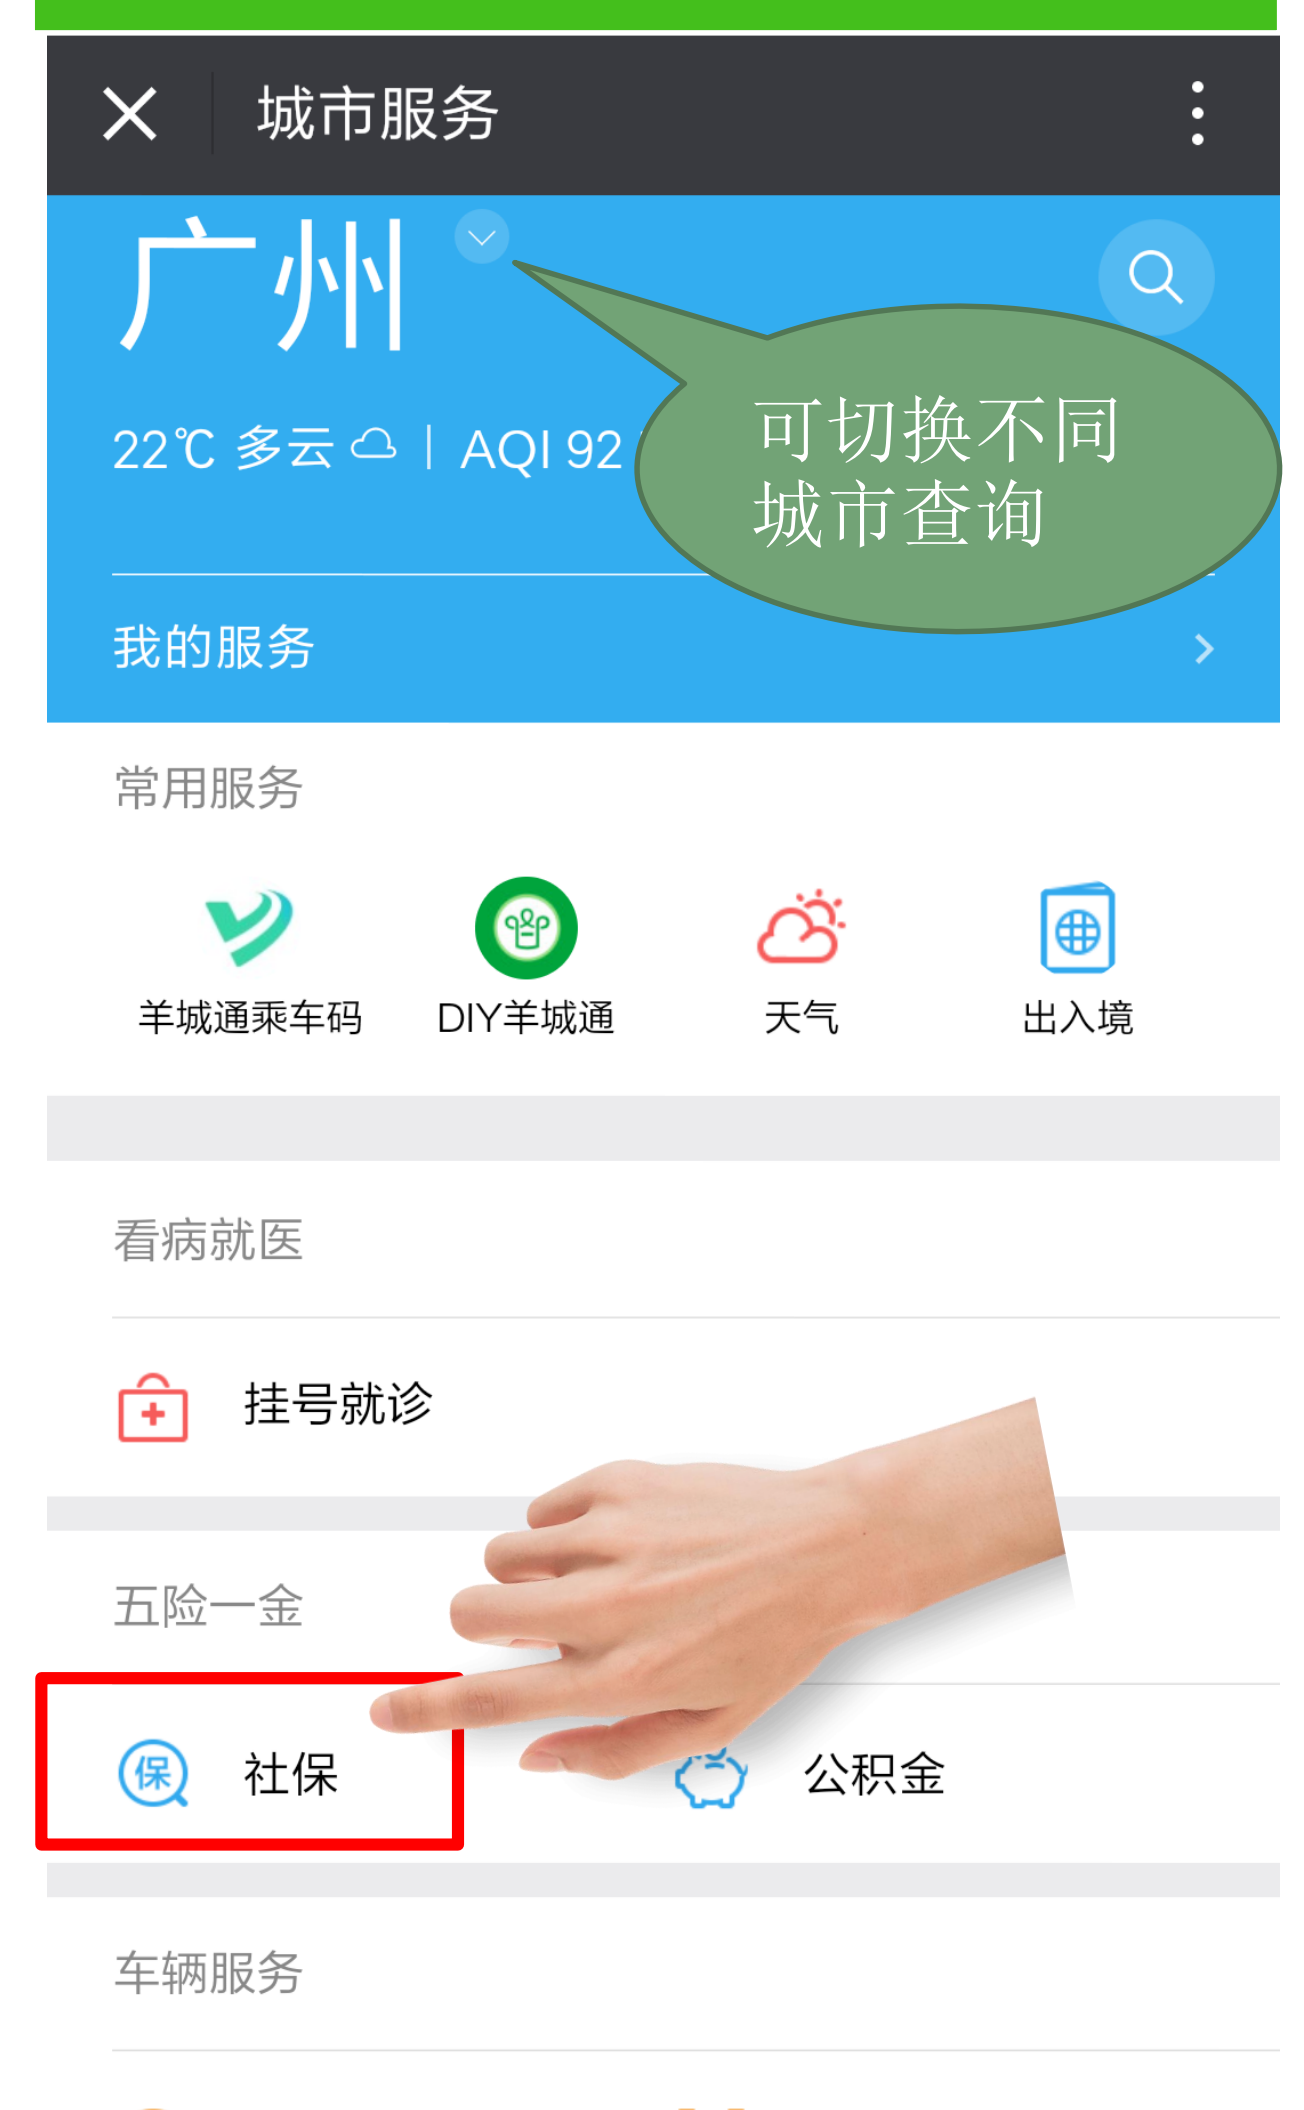 城市服务
广州
22℃ 多云 | AQI 92
可切换不同
城市查询
我的服务
常用服务
羊城通乘车码
DIY羊城通
天气
出入境
看病就医
挂号就诊
五险一金
保
社保
公积金
车辆服务